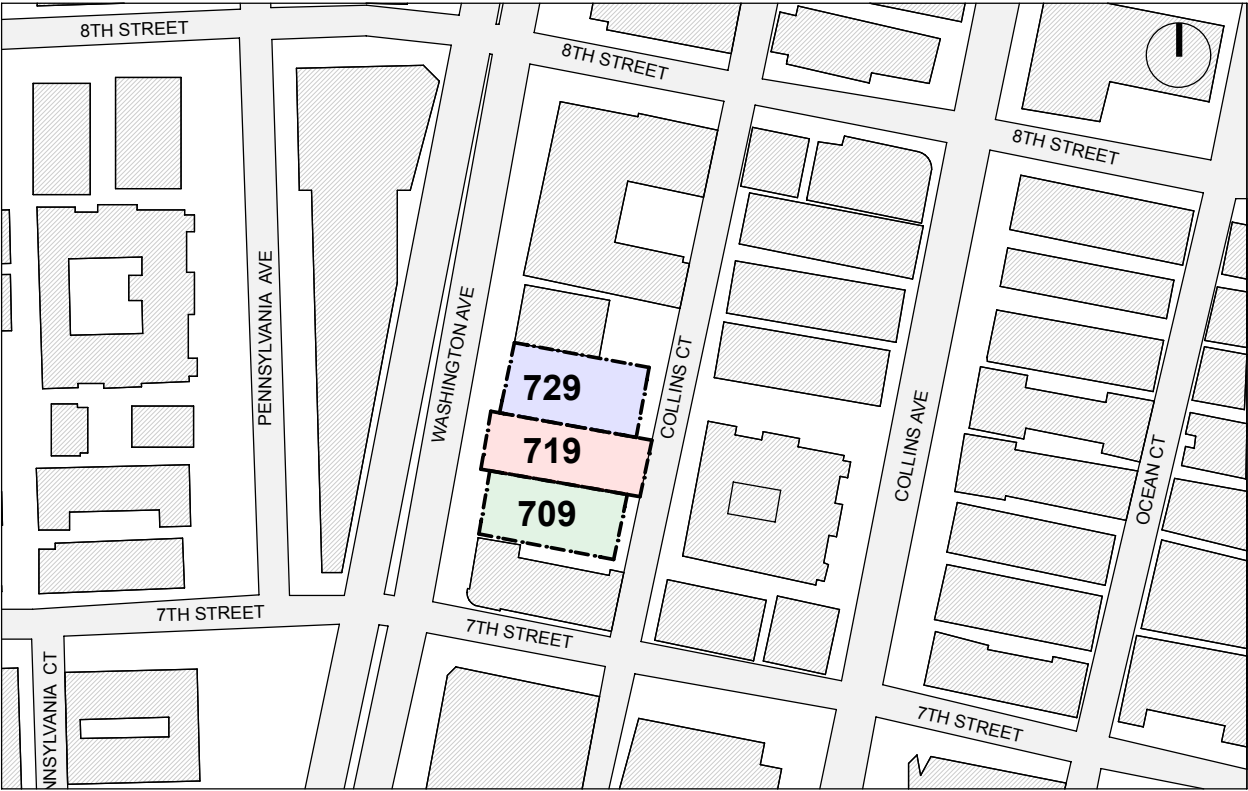 8TH STREET
8TH STREET
8TH STREET
PENNSYLVANIA AVE
WASHINGTON AVE
COLLINS CT
COLLINS AVE
OCEAN CT
729
719
709
7TH STREET
7TH STREET
7TH STREET
NNSYLVANIA CT